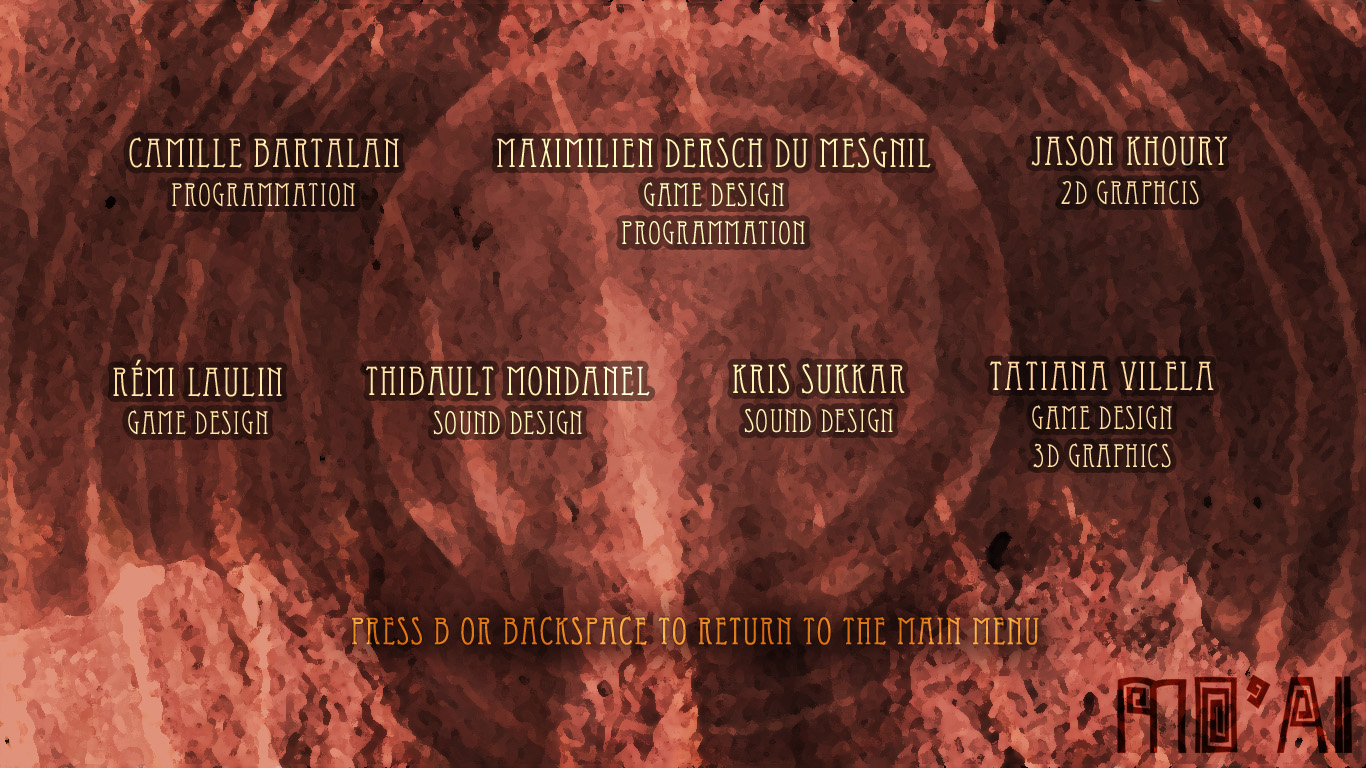 CAMILLE BARTALAN
PROGRAMMATION
MAXIMILIEN DERSCH DU MESGNIL
GAME DESIGN
PROGRAMMATION
JASON KHOURY
2D GRAPHCIS
RÉMI LAULIN
GAME DESIGN
THIBAULT MONDANEL
SOUND DESIGN
KRIS SUKKAR
SOUND DESIGN
TATIANA VILELA
GAME DESIGN
3D GRAPHICS
PRESS B OR BACKSPACE TO RETURN TO THE MAIN MENU
MO'AI